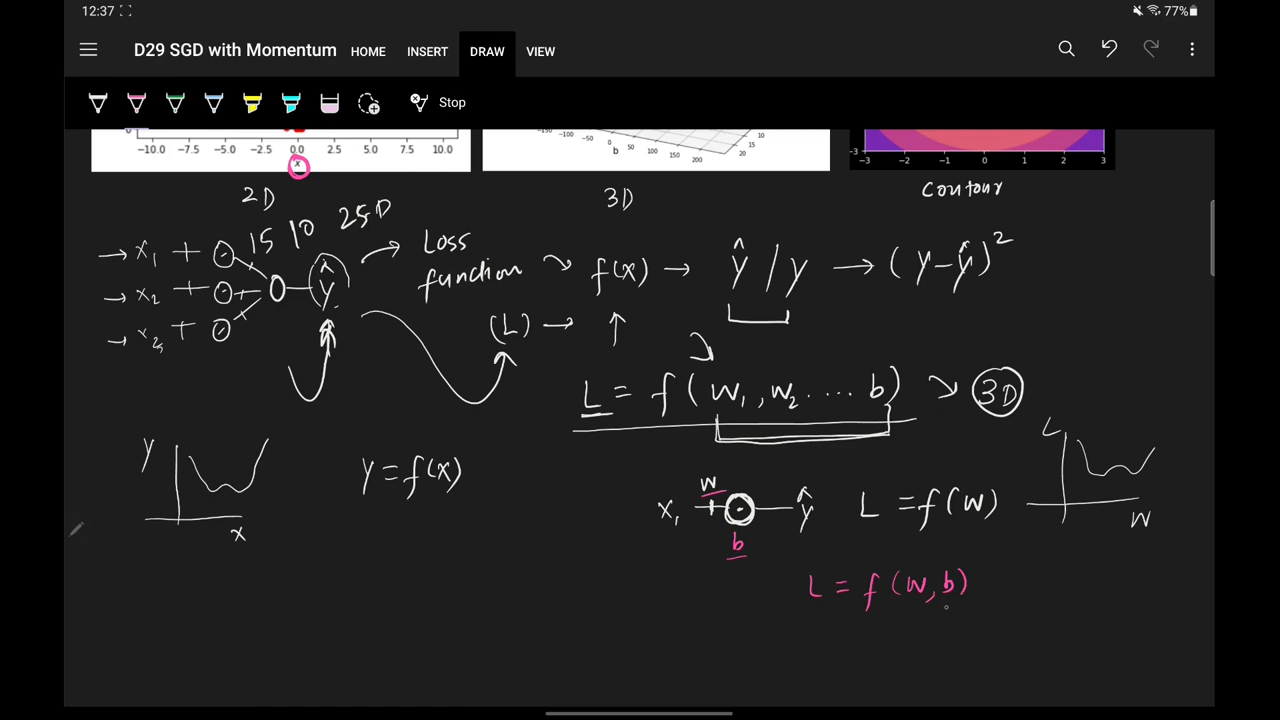 12:37 77%
D29 SGD with Momentum HOME INSERT DRAW VIEW
Stop
−10.0 −7.5 −5.0 −2.5 0.0 2.5 5.0 7.5 10.0
x
−150 −100 −50 0 50 100 150 200
b
10 15 20
−3
−3 −2 −1 0 1 2 3
2D 3D Contour
15 10 25D
x₁
x₂
x₃
ŷ
Loss function
f(x) → ŷ / y → (y − ŷ)²
(L) →
L = f(w₁, w₂ .... b) 3D
y
x
y = f(x)
w
x₁ ŷ
b
L = f(w)
L
w
L = f(w, b)